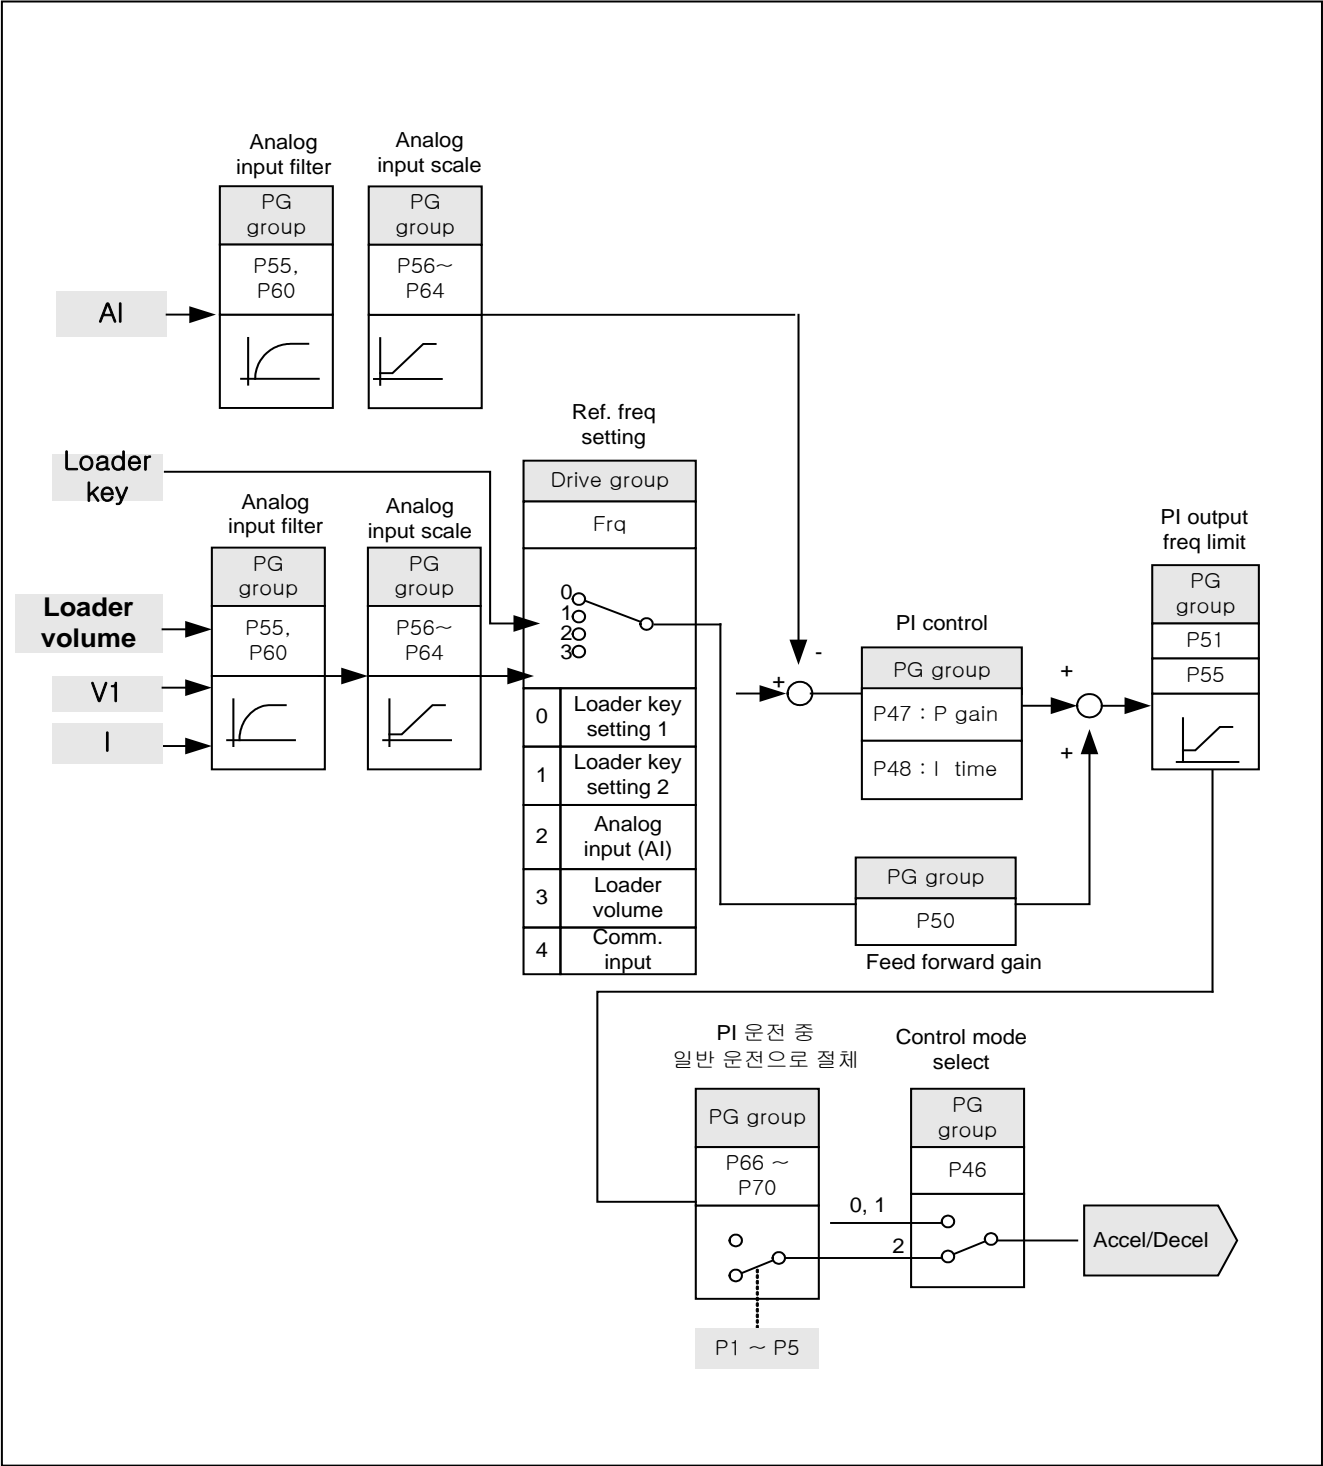 Analog
input filter
PG
group
P55,
P60
Analog
input scale
PG
group
P56~
P64
AI
Loader
key
Analog
input filter
PG
group
P55,
P60
Analog
input scale
PG
group
P56~
P64
Loader
volume
V1
I
Ref. freq
setting
Drive group
Frq
0
1
2
3
0
Loader key
setting 1
1
Loader key
setting 2
2
Analog
input (AI)
3
Loader
volume
4
Comm.
input
-
+
PI control
PG group
P47 : P gain
P48 : I time
+
+
PG group
P50
Feed forward gain
PI output
freq limit
PG
group
P51
P55
PI 운전 중
일반 운전으로 절체
PG group
P66 ~
P70
P1 ~ P5
Control mode
select
PG
group
P46
0, 1
2
Accel/Decel